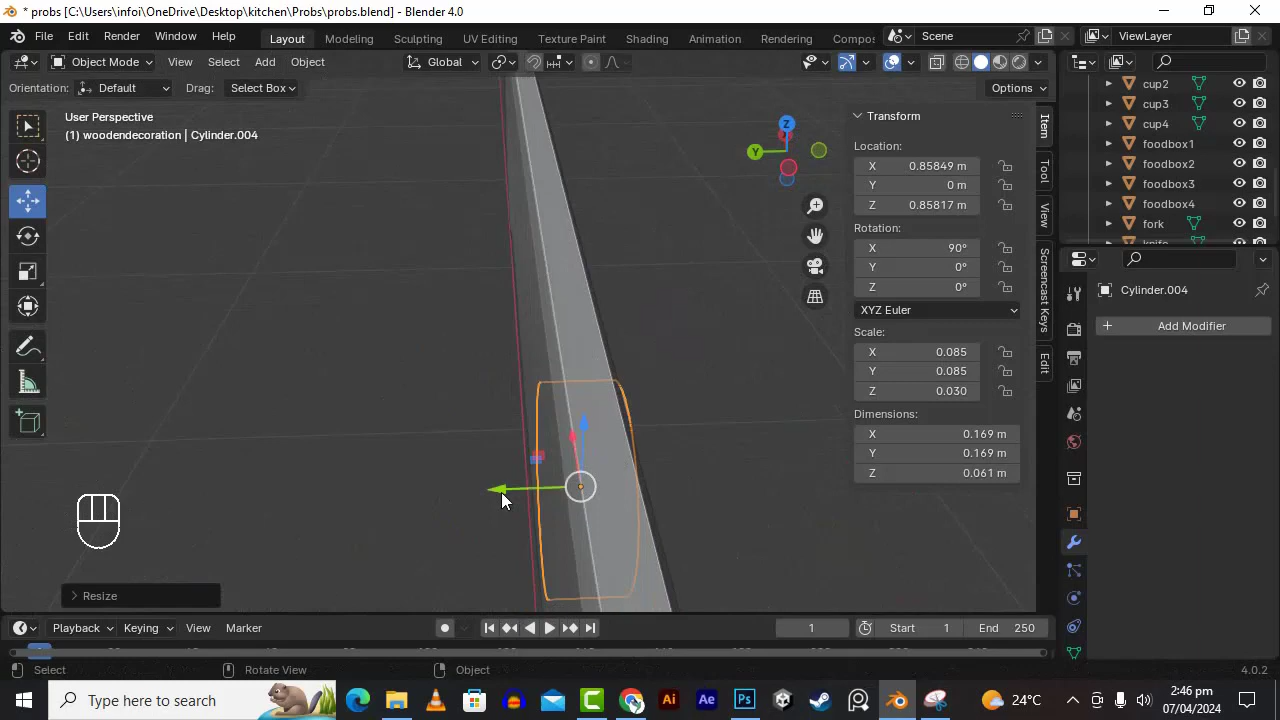 * probs [C:\Users\infoi\OneDrive\Desktop\kitchen\Probs\probs.blend] - Blender 4.0
File Edit Render Window Help Layout Modeling Sculpting UV Editing Texture Paint Shading Animation Rendering Compos Scene ViewLayer
Object Mode View Select Add Object Global
Orientation: Default Drag: Select Box Options
User Perspective
(1) woodendecoration | Cylinder.004
Z
Y
Transform
Location:
X 0.85849 m
Y 0 m
Z 0.85817 m
Rotation:
X 90°
Y 0°
Z 0°
XYZ Euler
Scale:
X 0.085
Y 0.085
Z 0.030
Dimensions:
X 0.169 m
Y 0.169 m
Z 0.061 m
Item
Tool
View
Screencast Keys
Edit
cup2
cup3
cup4
foodbox1
foodbox2
foodbox3
foodbox4
fork
Cylinder.004
Add Modifier
Resize
Playback Keying View Marker 1 Start 1 End 250
Select Rotate View Object 4.0.2
Type here to search 24°C 2:46 pm
07/04/2024